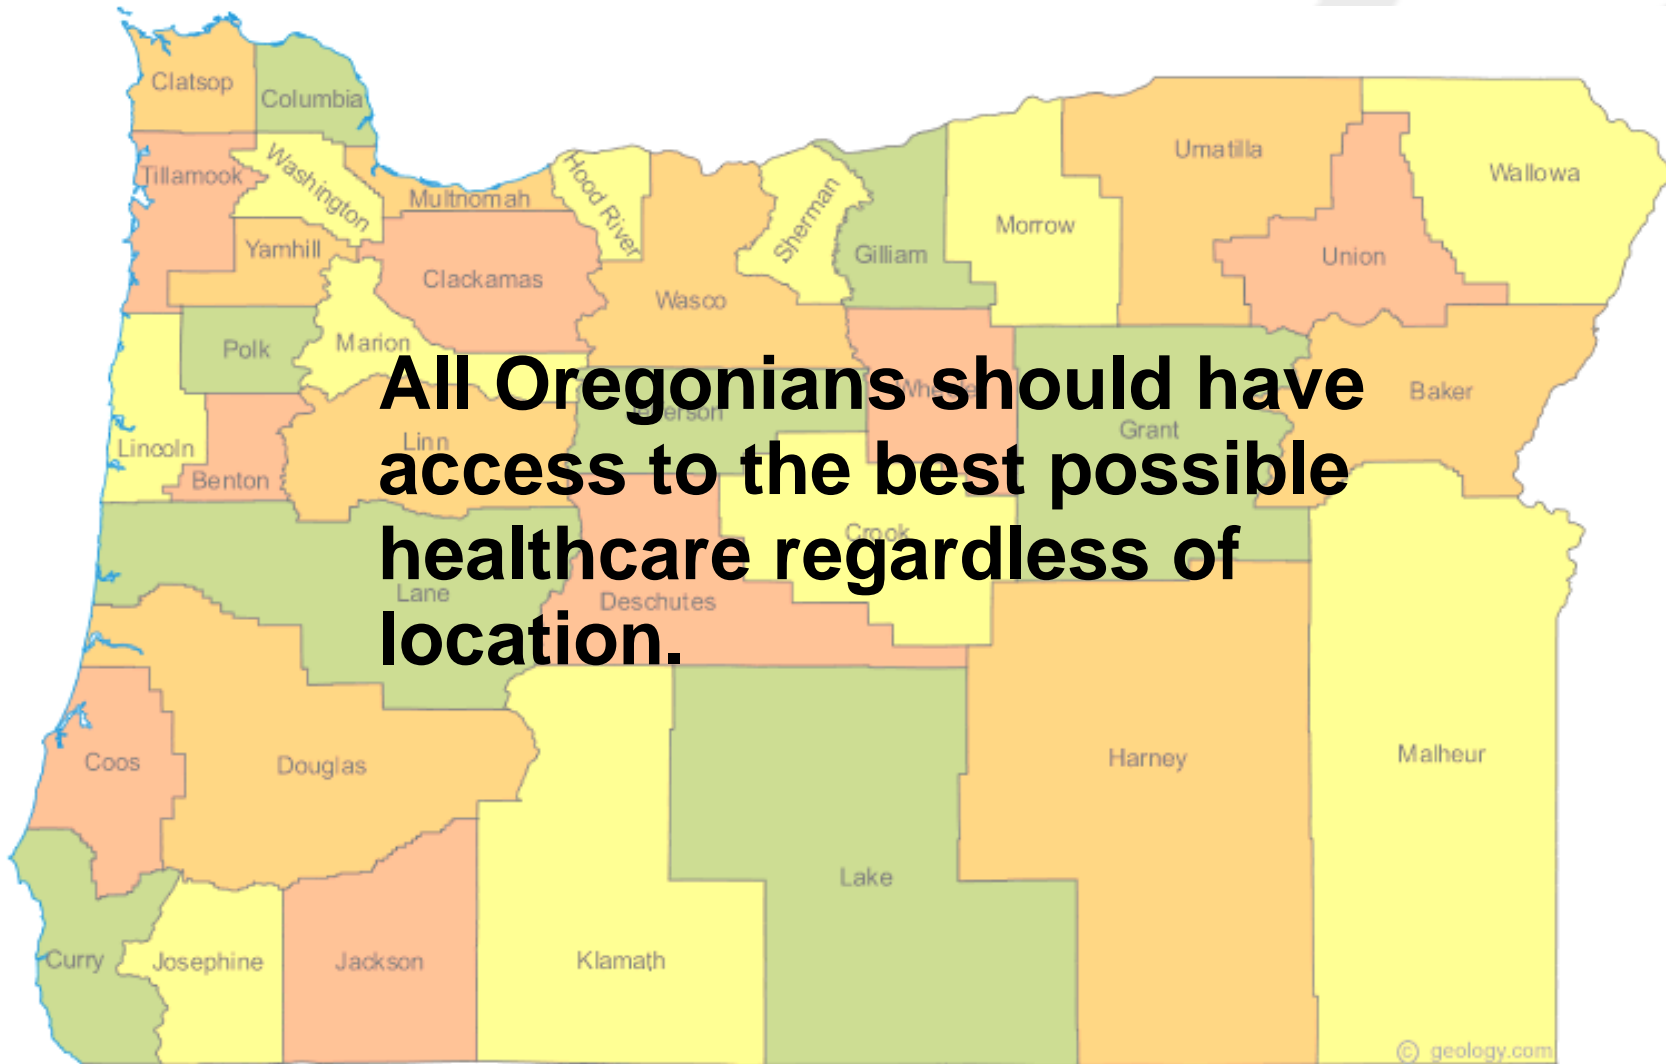 Clatsop
Columbia
Tillamook
Washington
Multnomah
Hood River
Sherman
Umatilla
Wallowa
Yamhill
Clackamas
Wasco
Gilliam
Morrow
Union
Polk
Marion
All Oregonians should have
access to the best possible
healthcare regardless of
location.
Baker
Grant
Linn
Lincoln
Benton
Crook
Lane
Deschutes
Coos
Douglas
Harney
Malheur
Lake
Curry
Josephine
Jackson
Klamath
© geology.com